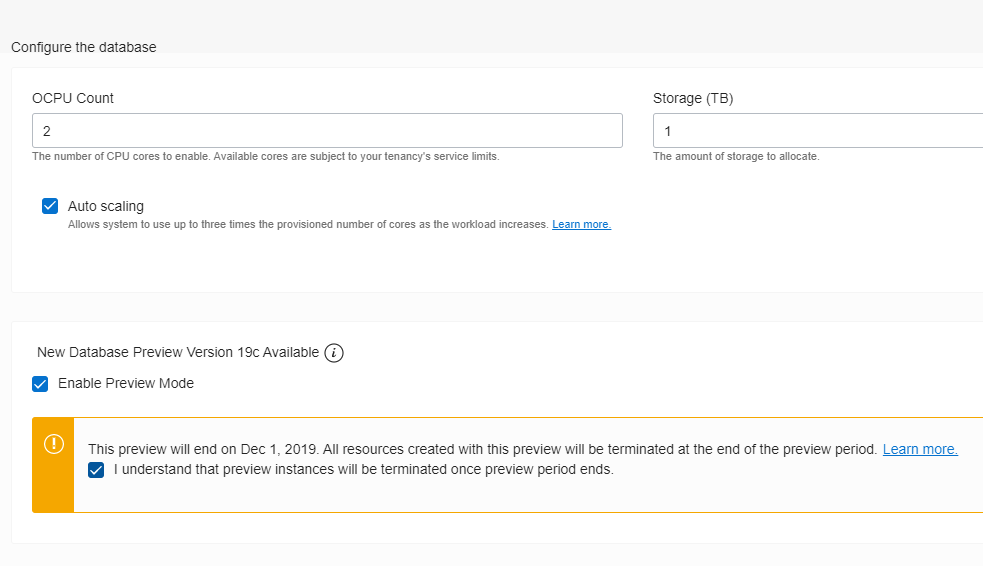 Configure the database
OCPU Count
2
The number of CPU cores to enable. Available cores are subject to your tenancy's service limits.
Storage (TB)
1
The amount of storage to allocate.
Auto scaling
Allows system to use up to three times the provisioned number of cores as the workload increases. Learn more.
New Database Preview Version 19c Available
Enable Preview Mode
This preview will end on Dec 1, 2019. All resources created with this preview will be terminated at the end of the preview period. Learn more.
I understand that preview instances will be terminated once preview period ends.